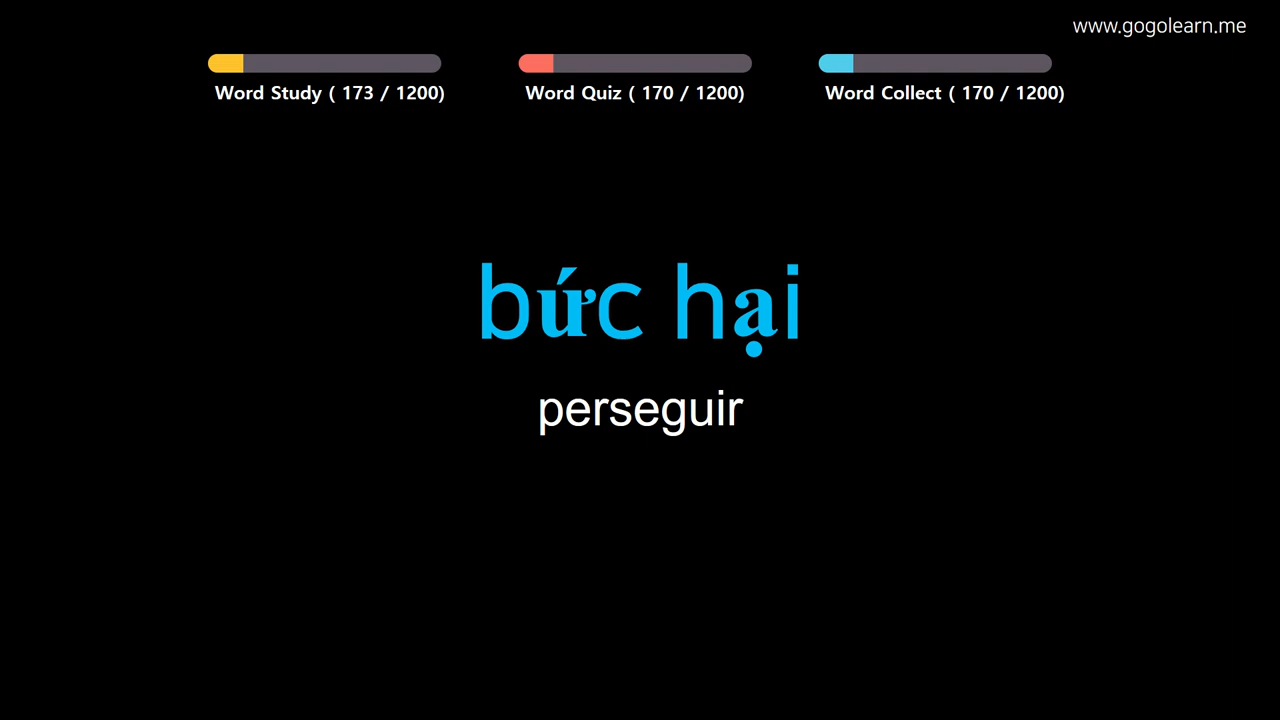 www.gogolearn.me
Word Study ( 173 / 1200)
Word Quiz ( 170 / 1200)
Word Collect ( 170 / 1200)
bức hại
perseguir